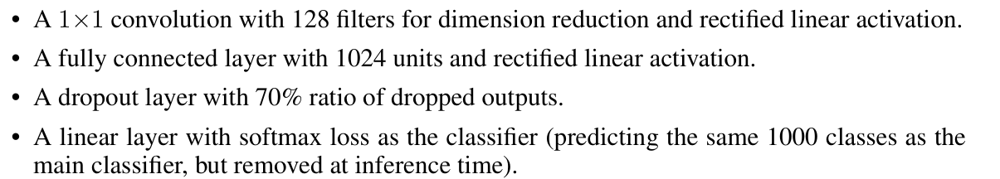 • A 1×1 convolution with 128 filters for dimension reduction and rectified linear activation.
• A fully connected layer with 1024 units and rectified linear activation.
• A dropout layer with 70% ratio of dropped outputs.
• A linear layer with softmax loss as the classifier (predicting the same 1000 classes as the
main classifier, but removed at inference time).